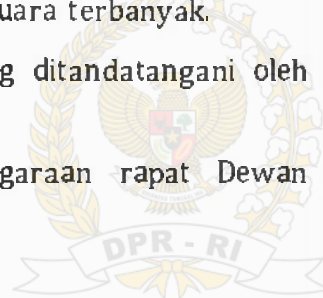 uara terbanyak.
g ditandatangani oleh
garaan rapat Dewan
DPR - RI